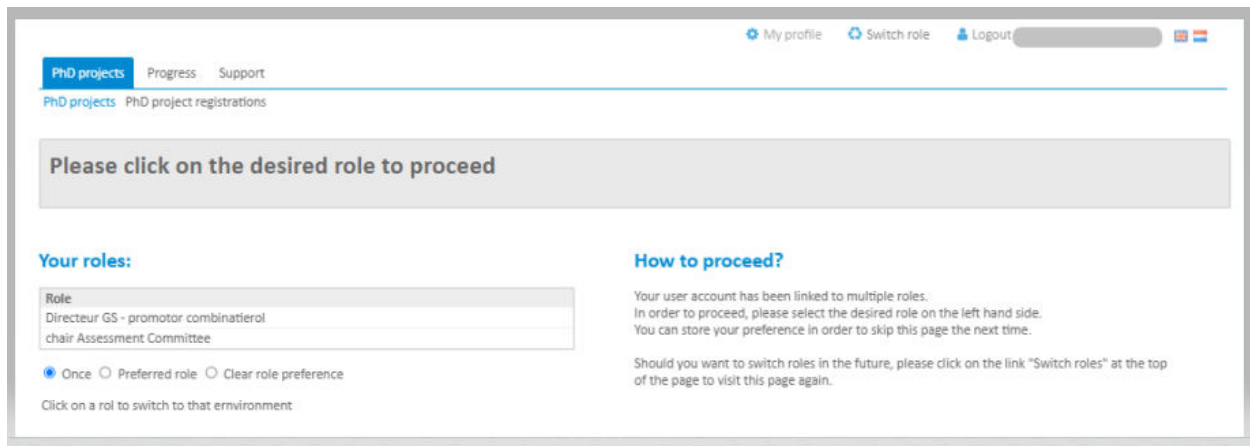 My profile Switch role Logout
PhD projects Progress Support
PhD projects PhD project registrations
Please click on the desired role to proceed
Your roles:
Role
Directeur GS - promotor combinatierol
chair Assessment Committee
Once Preferred role Clear role preference
Click on a rol to switch to that ernvironment
How to proceed?
Your user account has been linked to multiple roles.
In order to proceed, please select the desired role on the left hand side.
You can store your preference in order to skip this page the next time.
Should you want to switch roles in the future, please click on the link "Switch roles" at the top
of the page to visit this page again.